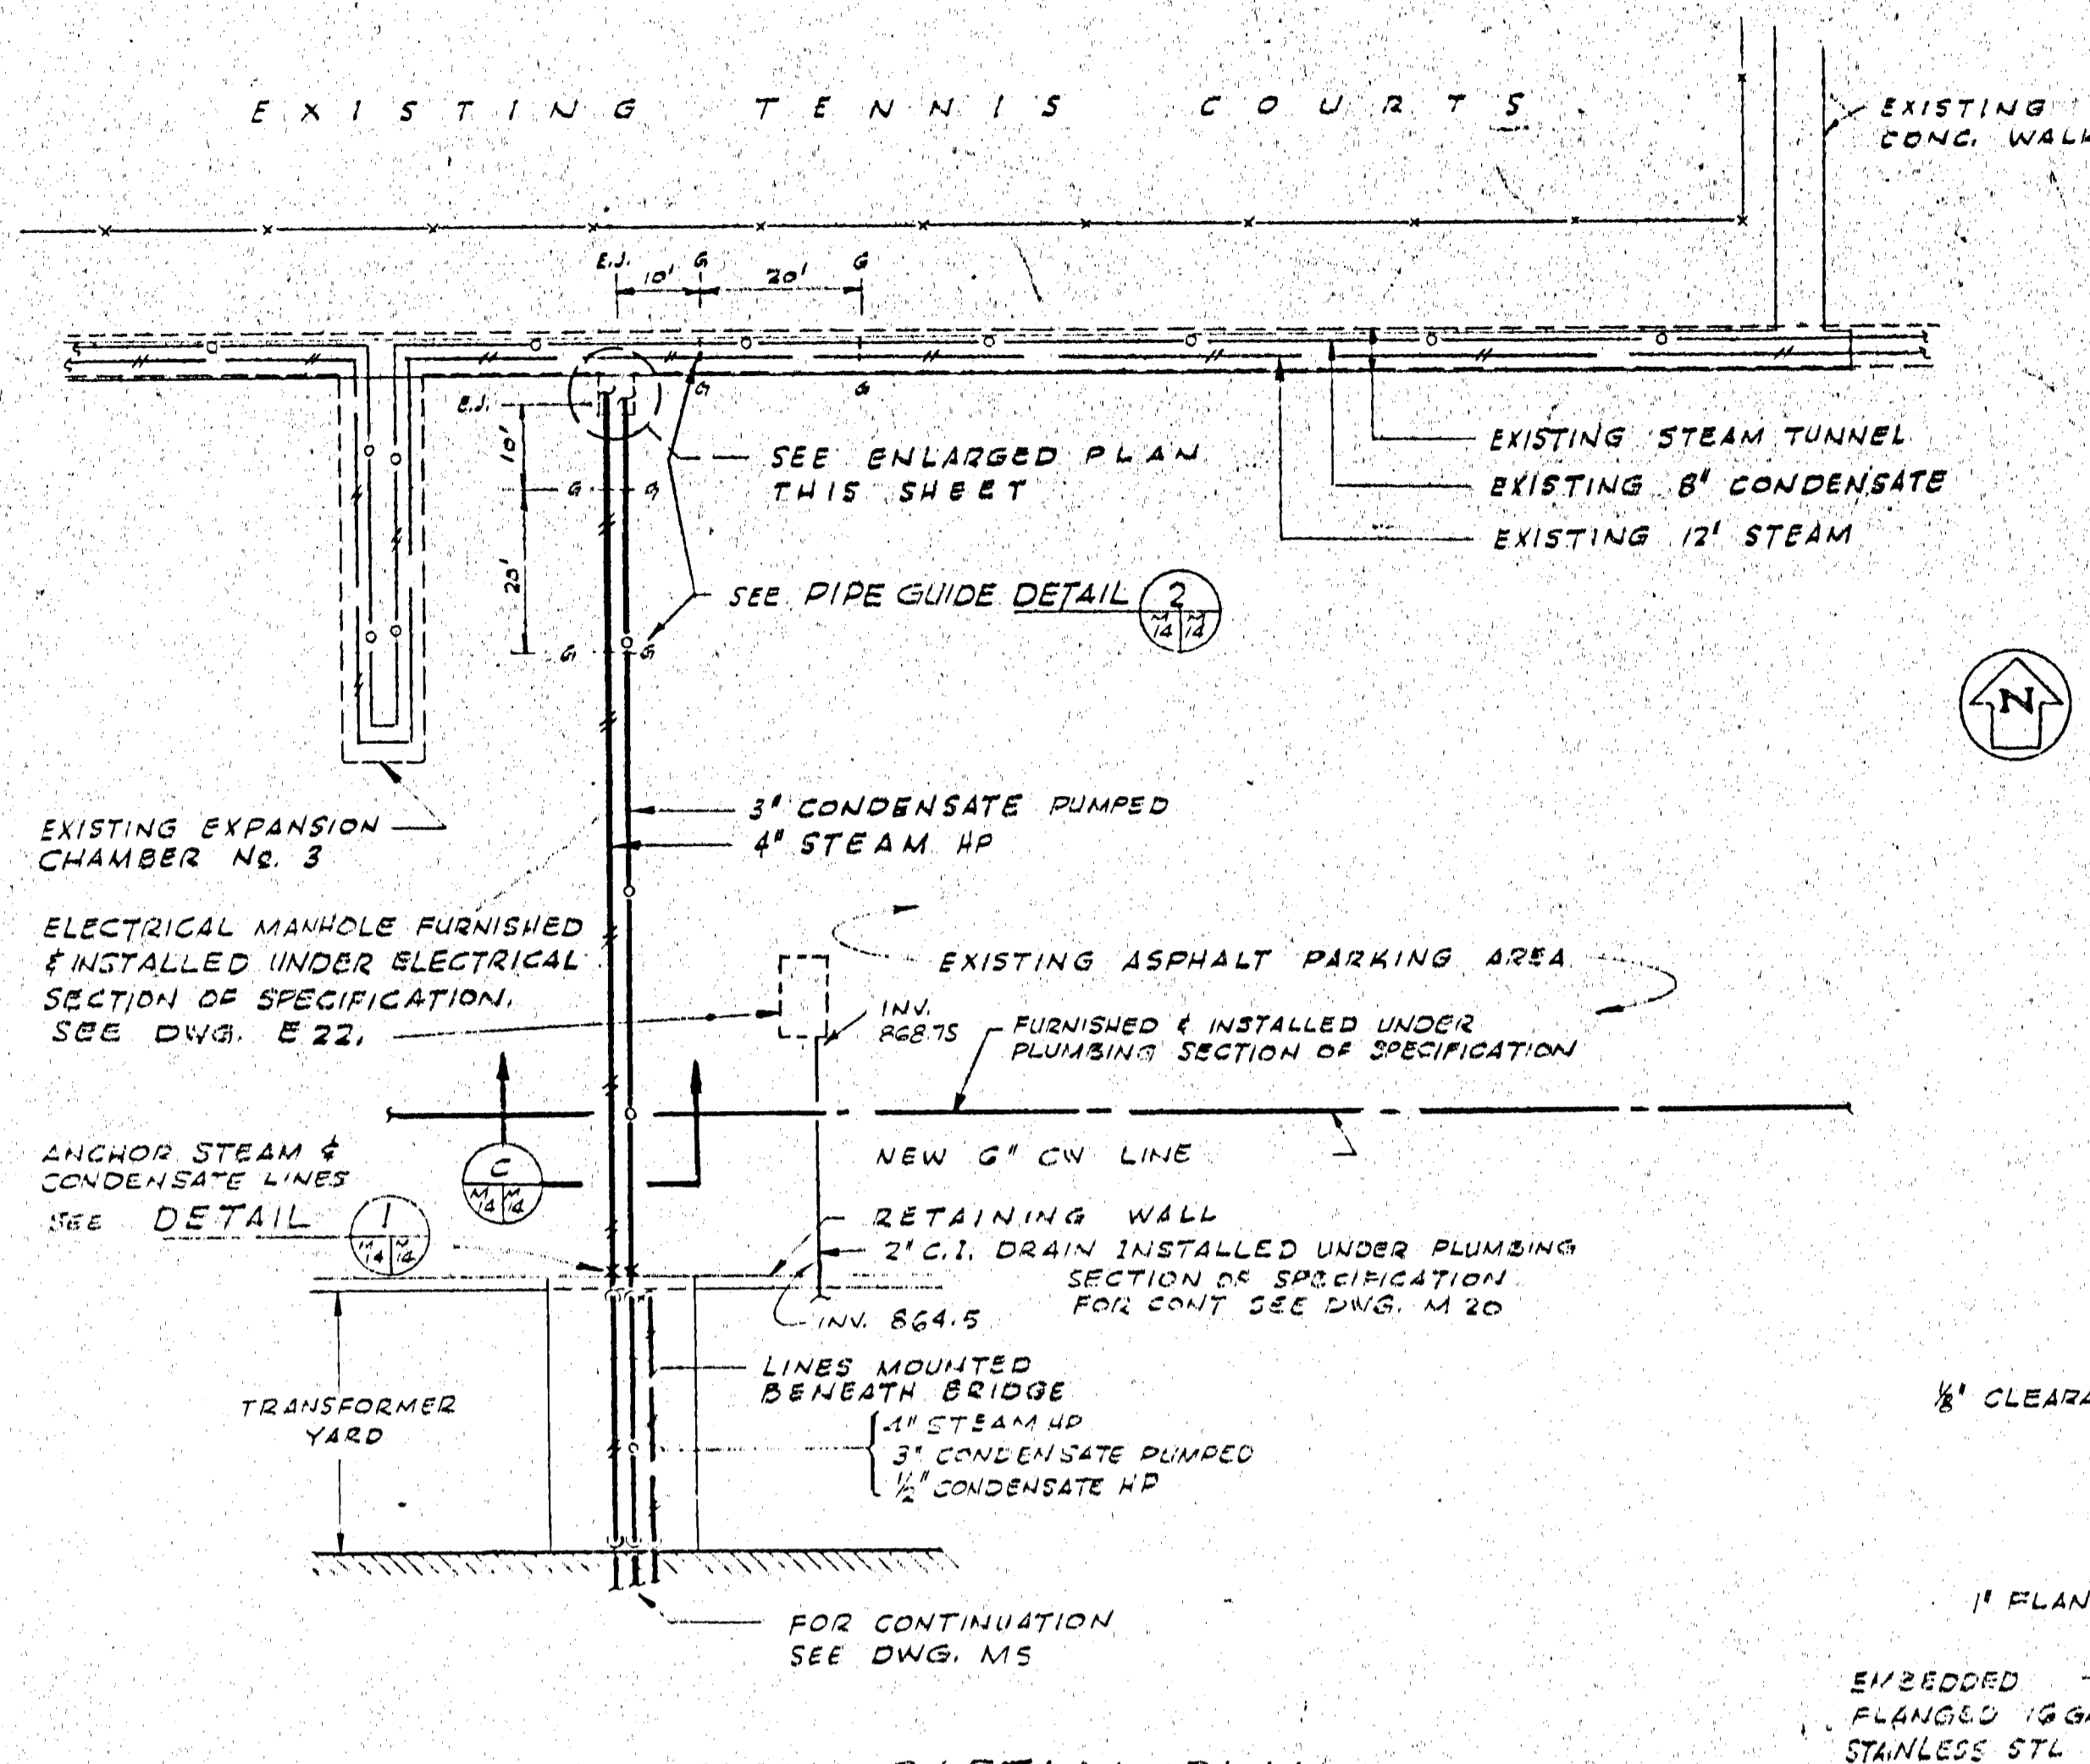 EXISTING TENNIS COURTS
EXISTING
CONC. WALK
E.J. G G
10' 20'
G G
E.J.
10'
G G
20'
G G
SEE ENLARGED PLAN
THIS SHEET
SEE PIPE GUIDE DETAIL 2
M 14 M 14
EXISTING STEAM TUNNEL
EXISTING 8" CONDENSATE
EXISTING 12" STEAM
N
3" CONDENSATE PUMPED
4" STEAM HP
EXISTING EXPANSION
CHAMBER No. 3
ELECTRICAL MANHOLE FURNISHED
& INSTALLED UNDER ELECTRICAL
SECTION OF SPECIFICATION.
SEE DWG. E 22.
EXISTING ASPHALT PARKING AREA
INV.
868.75
FURNISHED & INSTALLED UNDER
PLUMBING SECTION OF SPECIFICATION
NEW 6" CW LINE
ANCHOR STEAM &
CONDENSATE LINES
SEE DETAIL 1
M 14 M 14
C
M 14 M 14
RETAINING WALL
2" C.I. DRAIN INSTALLED UNDER PLUMBING
SECTION OF SPECIFICATION
FOR CONT SEE DWG. M 20
INV. 864.5
LINES MOUNTED
BENEATH BRIDGE
4" STEAM HP
3" CONDENSATE PUMPED
1/2" CONDENSATE HP
TRANSFORMER
YARD
FOR CONTINUATION
SEE DWG. M5
1/8" CLEARA
1" FLAN
EMBEDDED
FLANGED 16 GA
STAINLESS STL